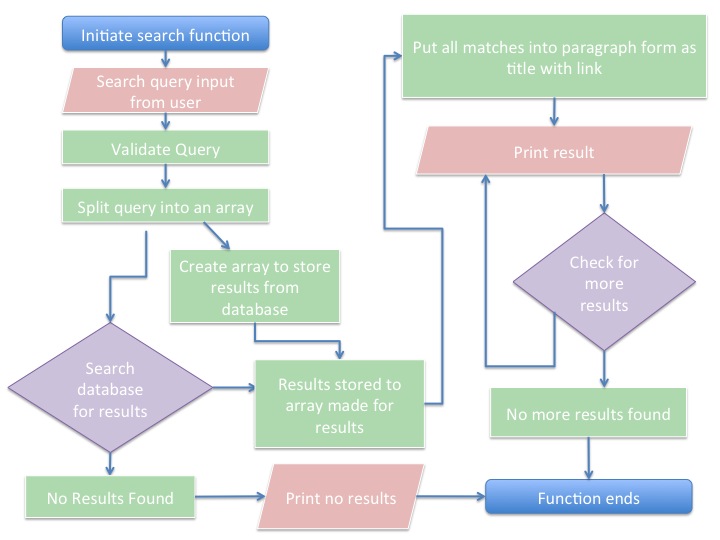 Initiate search function
Search query input
from user
Validate Query
Split query into an array
Create array to store
results from
database
Search
database
for results
Results stored to
array made for
results
No Results Found
Print no results
Put all matches into paragraph form as
title with link
Print result
Check for
more
results
No more results found
Function ends